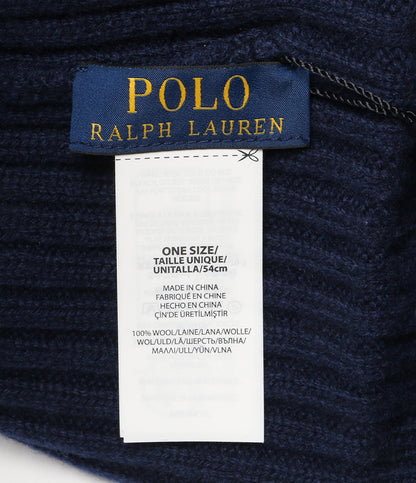 POLO
RALPH LAUREN
ONE SIZE/
TAILLE UNIQUE/
UNITALLA/54cm
MADE IN CHINA
FABRIQUÉ EN CHINE
HECHO EN CHINA
ÇİN'DE ÜRETİLMİŞTİR
100% WOOL/LAINE/LANA/WOLLE/
WOL/ULD/LÃ/ШЕРСТЬ/ВЪЛНА/
ΜΑΛΛΙ/ULL/YÜN/VLNA